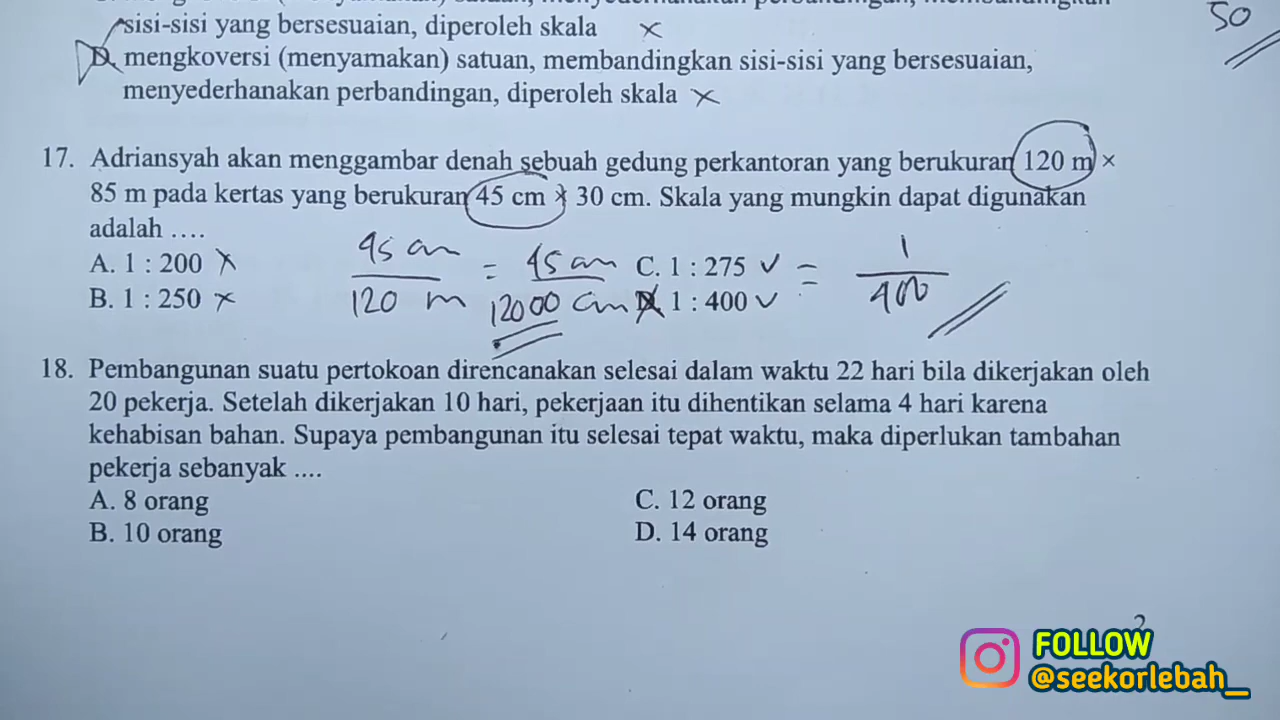 sisi-sisi yang bersesuaian, diperoleh skala ×
50
D. mengkoversi (menyamakan) satuan, membandingkan sisi-sisi yang bersesuaian,
menyederhanakan perbandingan, diperoleh skala ×
17. Adriansyah akan menggambar denah sebuah gedung perkantoran yang berukuran 120 m ×
85 m pada kertas yang berukuran 45 cm × 30 cm. Skala yang mungkin dapat digunakan
adalah ....
A. 1 : 200 ×
B. 1 : 250 ×
45 cm
120 m
= 45 cm
12000 cm
C. 1 : 275 ✓
D. 1 : 400 ✓
= 1
400
18. Pembangunan suatu pertokoan direncanakan selesai dalam waktu 22 hari bila dikerjakan oleh
20 pekerja. Setelah dikerjakan 10 hari, pekerjaan itu dihentikan selama 4 hari karena
kehabisan bahan. Supaya pembangunan itu selesai tepat waktu, maka diperlukan tambahan
pekerja sebanyak ....
A. 8 orang
B. 10 orang
C. 12 orang
D. 14 orang
FOLLOW
@seekorlebah_